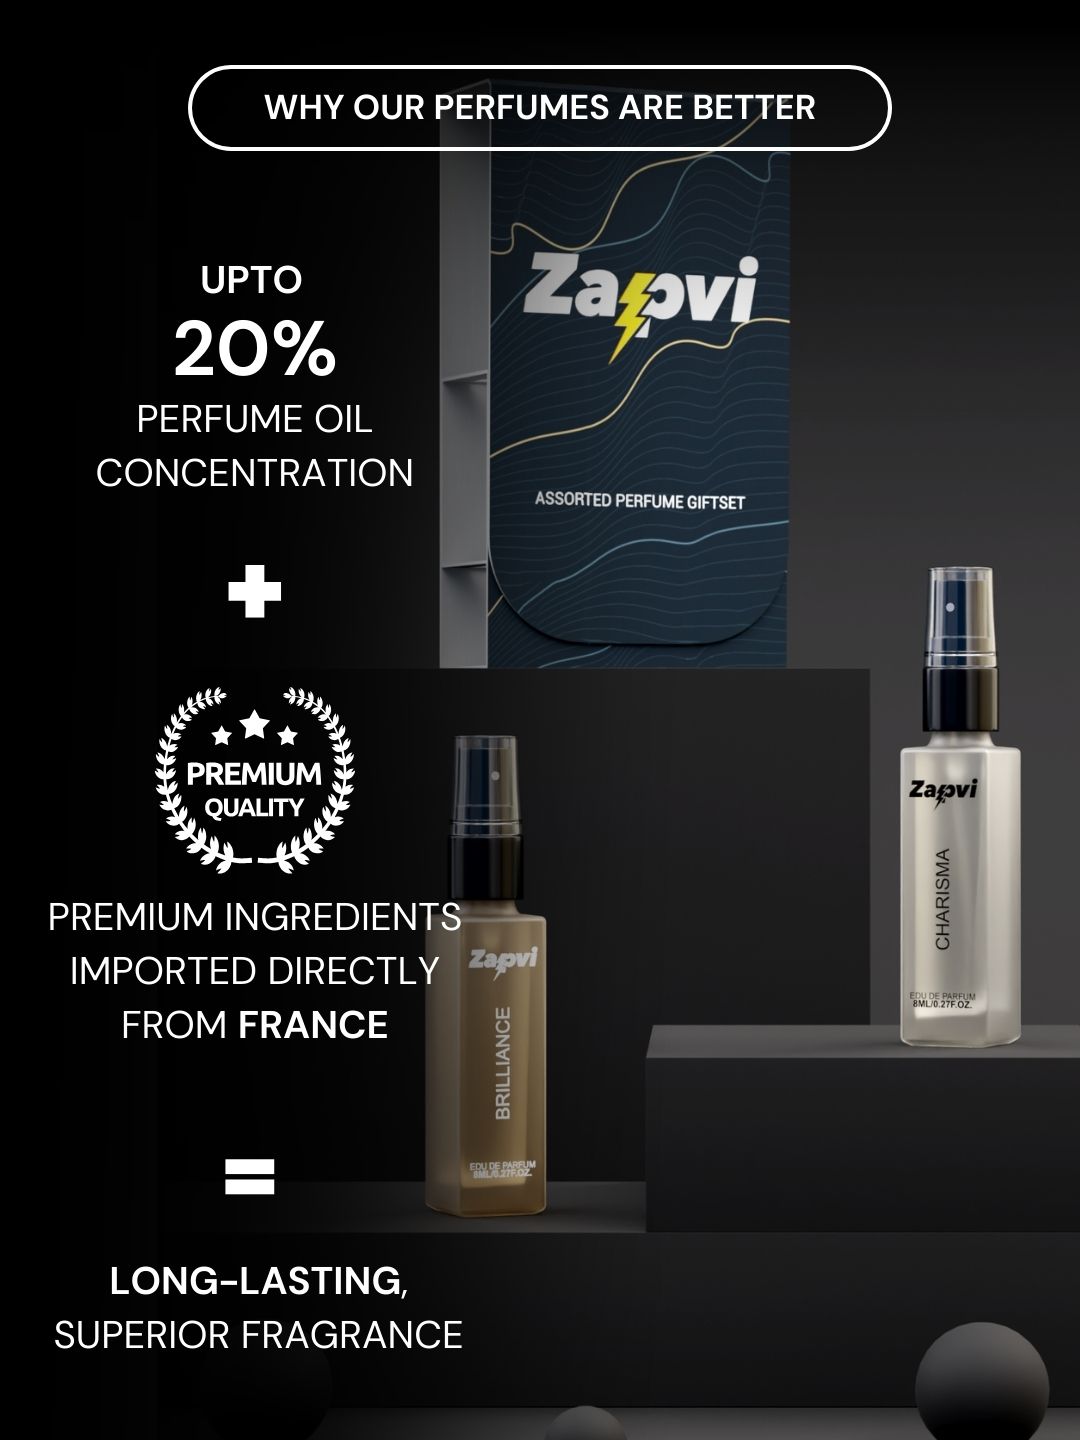 WHY OUR PERFUMES ARE BETTER
UPTO
20%
PERFUME OIL
CONCENTRATION
PREMIUM
QUALITY
PREMIUM INGREDIENTS
IMPORTED DIRECTLY
FROM FRANCE
=
LONG-LASTING,
SUPERIOR FRAGRANCE
Zapvi
ASSORTED PERFUME GIFTSET
Zapvi
BRILLIANCE
EDU DE PARFUM
8ML/0.27F.OZ.
Zapvi
CHARISMA
EDU DE PARFUM
8ML/0.27F.OZ.